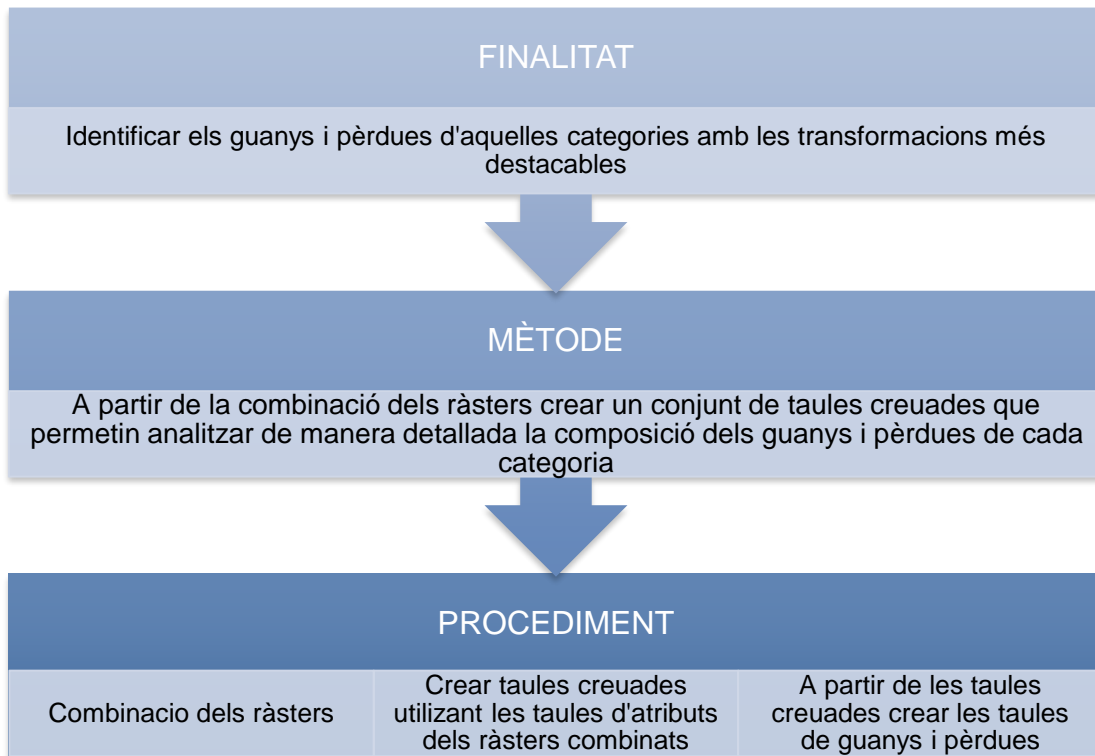 FINALITAT
Identificar els guanys i pèrdues d'aquelles categories amb les transformacions més
destacables
MÈTODE
A partir de la combinació dels ràsters crear un conjunt de taules creuades que
permetin analitzar de manera detallada la composició dels guanys i pèrdues de cada
categoria
PROCEDIMENT
Combinacio dels ràsters
Crear taules creuades
utilizant les taules d'atributs
dels ràsters combinats
A partir de les taules
creuades crear les taules
de guanys i pèrdues